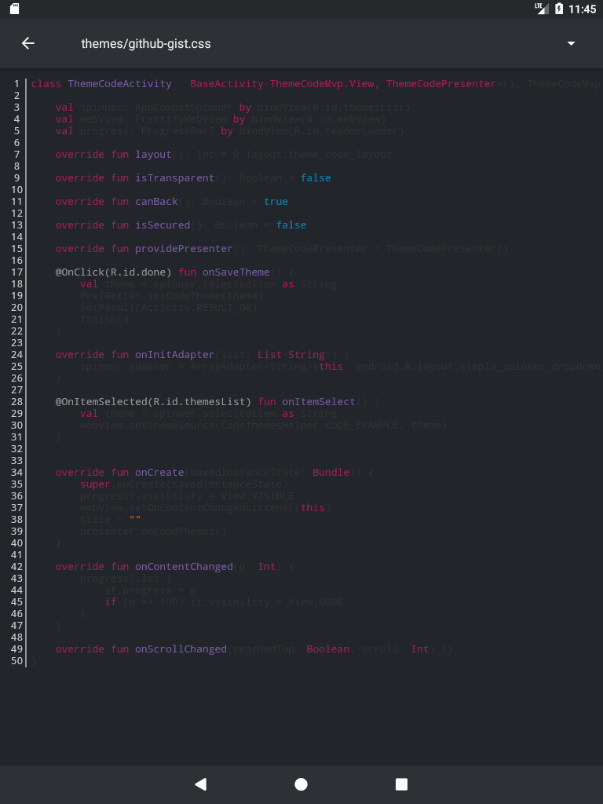 LTE 11:45
themes/github-gist.css
1 class ThemeCodeActivity : BaseActivity<ThemeCodeMvp.View, ThemeCodePresenter>(), ThemeCodeMvp
2
3 val spinner: AppCompatSpinner by bindView(R.id.themesList)
4 val webView: PrettifyWebView by bindView(R.id.webView)
5 val progress: ProgressBar? by bindView(R.id.readmeLoader)
6
7 override fun layout(): Int = R.layout.theme_code_layout
8
9 override fun isTransparent(): Boolean = false
10
11 override fun canBack(): Boolean = true
12
13 override fun isSecured(): Boolean = false
14
15 override fun providePresenter(): ThemeCodePresenter = ThemeCodePresenter()
16
17 @OnClick(R.id.done) fun onSaveTheme() {
18 val theme = spinner.selectedItem as String
19 PrefGetter.setCodeTheme(theme)
20 setResult(Activity.RESULT_OK)
21 finish()
22 }
23
24 override fun onInitAdapter(list: List<String>) {
25 spinner.adapter = ArrayAdapter<String>(this, android.R.layout.simple_spinner_dropdown
26 }
27
28 @OnItemSelected(R.id.themesList) fun onItemSelect() {
29 val theme = spinner.selectedItem as String
30 webView.setThemeSource(CodeThemesHelper.CODE_EXAMPLE, theme)
31 }
32
33
34 override fun onCreate(savedInstanceState: Bundle?) {
35 super.onCreate(savedInstanceState)
36 progress?.visibility = View.VISIBLE
37 webView.setOnContentChangedListener(this)
38 title = ""
39 presenter.onLoadThemes()
40 }
41
42 override fun onContentChanged(p: Int) {
43 progress?.let {
44 it.progress = p
45 if (p == 100) it.visibility = View.GONE
46 }
47 }
48
49 override fun onScrollChanged(reachedTop: Boolean, scroll: Int) {}
50 }